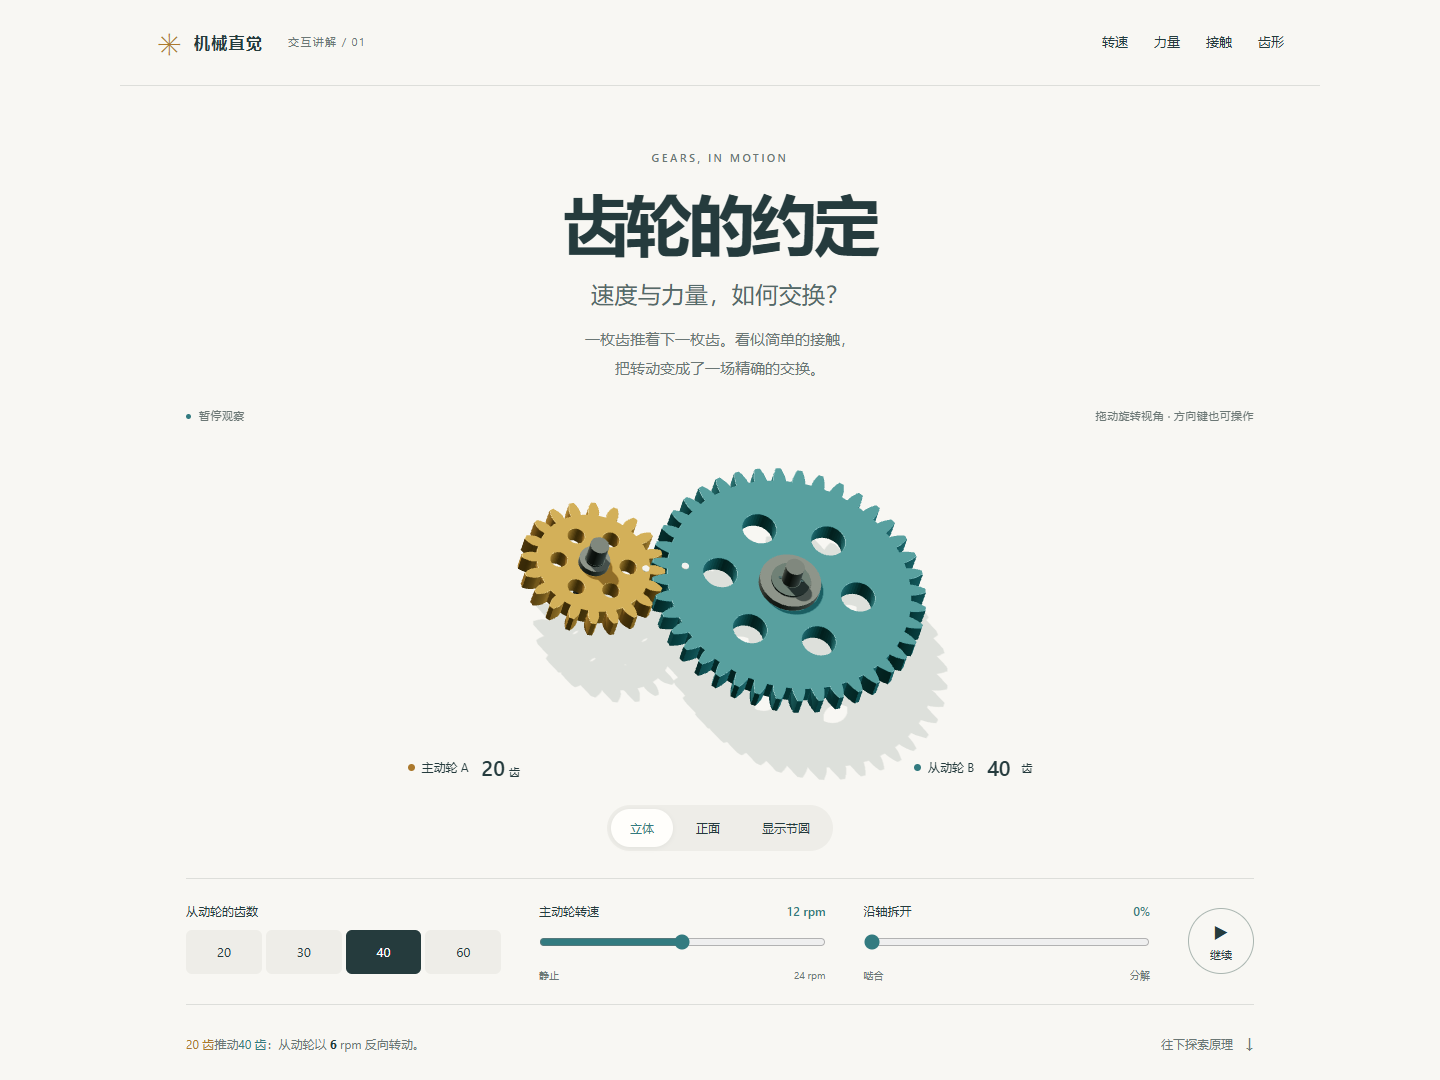 机械直觉
交互讲解 / 01
转速 力量 接触 齿形
GEARS, IN MOTION
齿轮的约定
速度与力量，如何交换？
一枚齿推着下一枚齿。看似简单的接触，
把转动变成了一场精确的交换。
暂停观察
拖动旋转视角 · 方向键也可操作
主动轮 A 20 齿
从动轮 B 40 齿
立体 正面 显示节圆
从动轮的齿数
20 30 40 60
主动轮转速 12 rpm
静止 24 rpm
沿轴拆开 0%
啮合 分解
继续
20 齿推动40 齿：从动轮以 6 rpm 反向转动。
往下探索原理 ↓